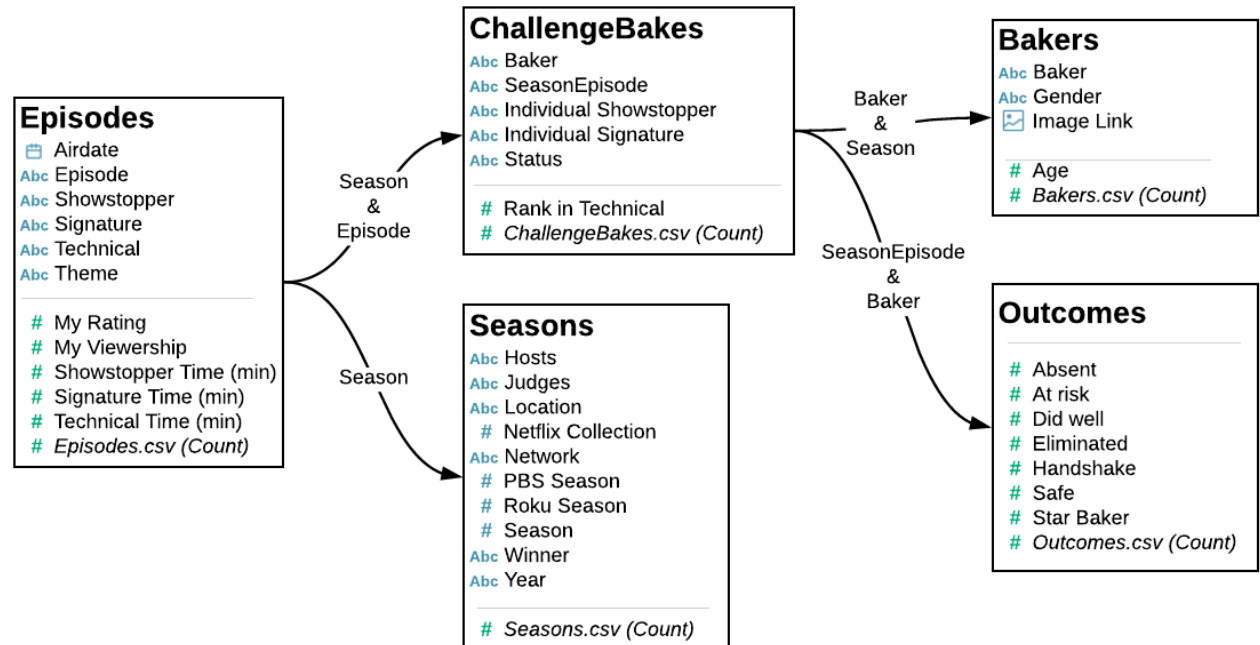 Episodes
Airdate
Abc Episode
Abc Showstopper
Abc Signature
Abc Technical
Abc Theme
# My Rating
# My Viewership
# Showstopper Time (min)
# Signature Time (min)
# Technical Time (min)
# Episodes.csv (Count)
Season
&
Episode
Season
ChallengeBakes
Abc Baker
Abc SeasonEpisode
Abc Individual Showstopper
Abc Individual Signature
Abc Status
# Rank in Technical
# ChallengeBakes.csv (Count)
Seasons
Abc Hosts
Abc Judges
Abc Location
# Netflix Collection
Abc Network
# PBS Season
# Roku Season
# Season
Abc Winner
Abc Year
# Seasons.csv (Count)
Baker
&
Season
SeasonEpisode
&
Baker
Bakers
Abc Baker
Abc Gender
Image Link
# Age
# Bakers.csv (Count)
Outcomes
# Absent
# At risk
# Did well
# Eliminated
# Handshake
# Safe
# Star Baker
# Outcomes.csv (Count)